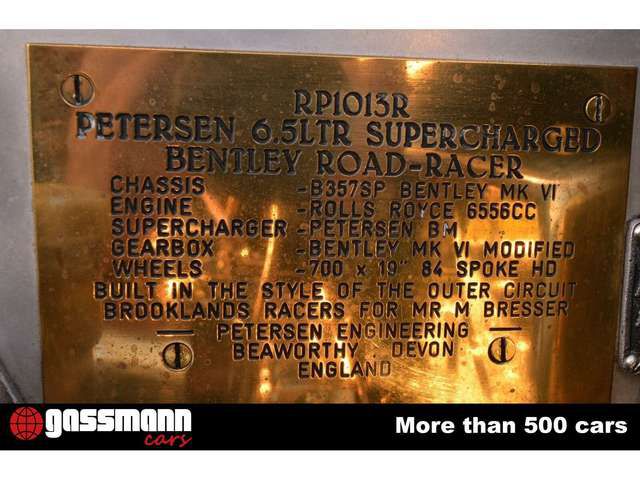 RP1013R
PETERSEN 6.5LTR SUPERCHARGED
BENTLEY ROAD-RACER
CHASSIS -B357SP BENTLEY MK VI
ENGINE -ROLLS ROYCE 6556CC
SUPERCHARGER -PETERSEN BM
GEARBOX -BENTLEY MK VI MODIFIED
WHEELS -700 x 19" 84 SPOKE HD
BUILT IN THE STYLE OF THE OUTER CIRCUIT
BROOKLANDS RACERS FOR MR M BRESSER
PETERSEN ENGINEERING
BEAWORTHY DEVON
ENGLAND
gassmann
cars
More than 500 cars